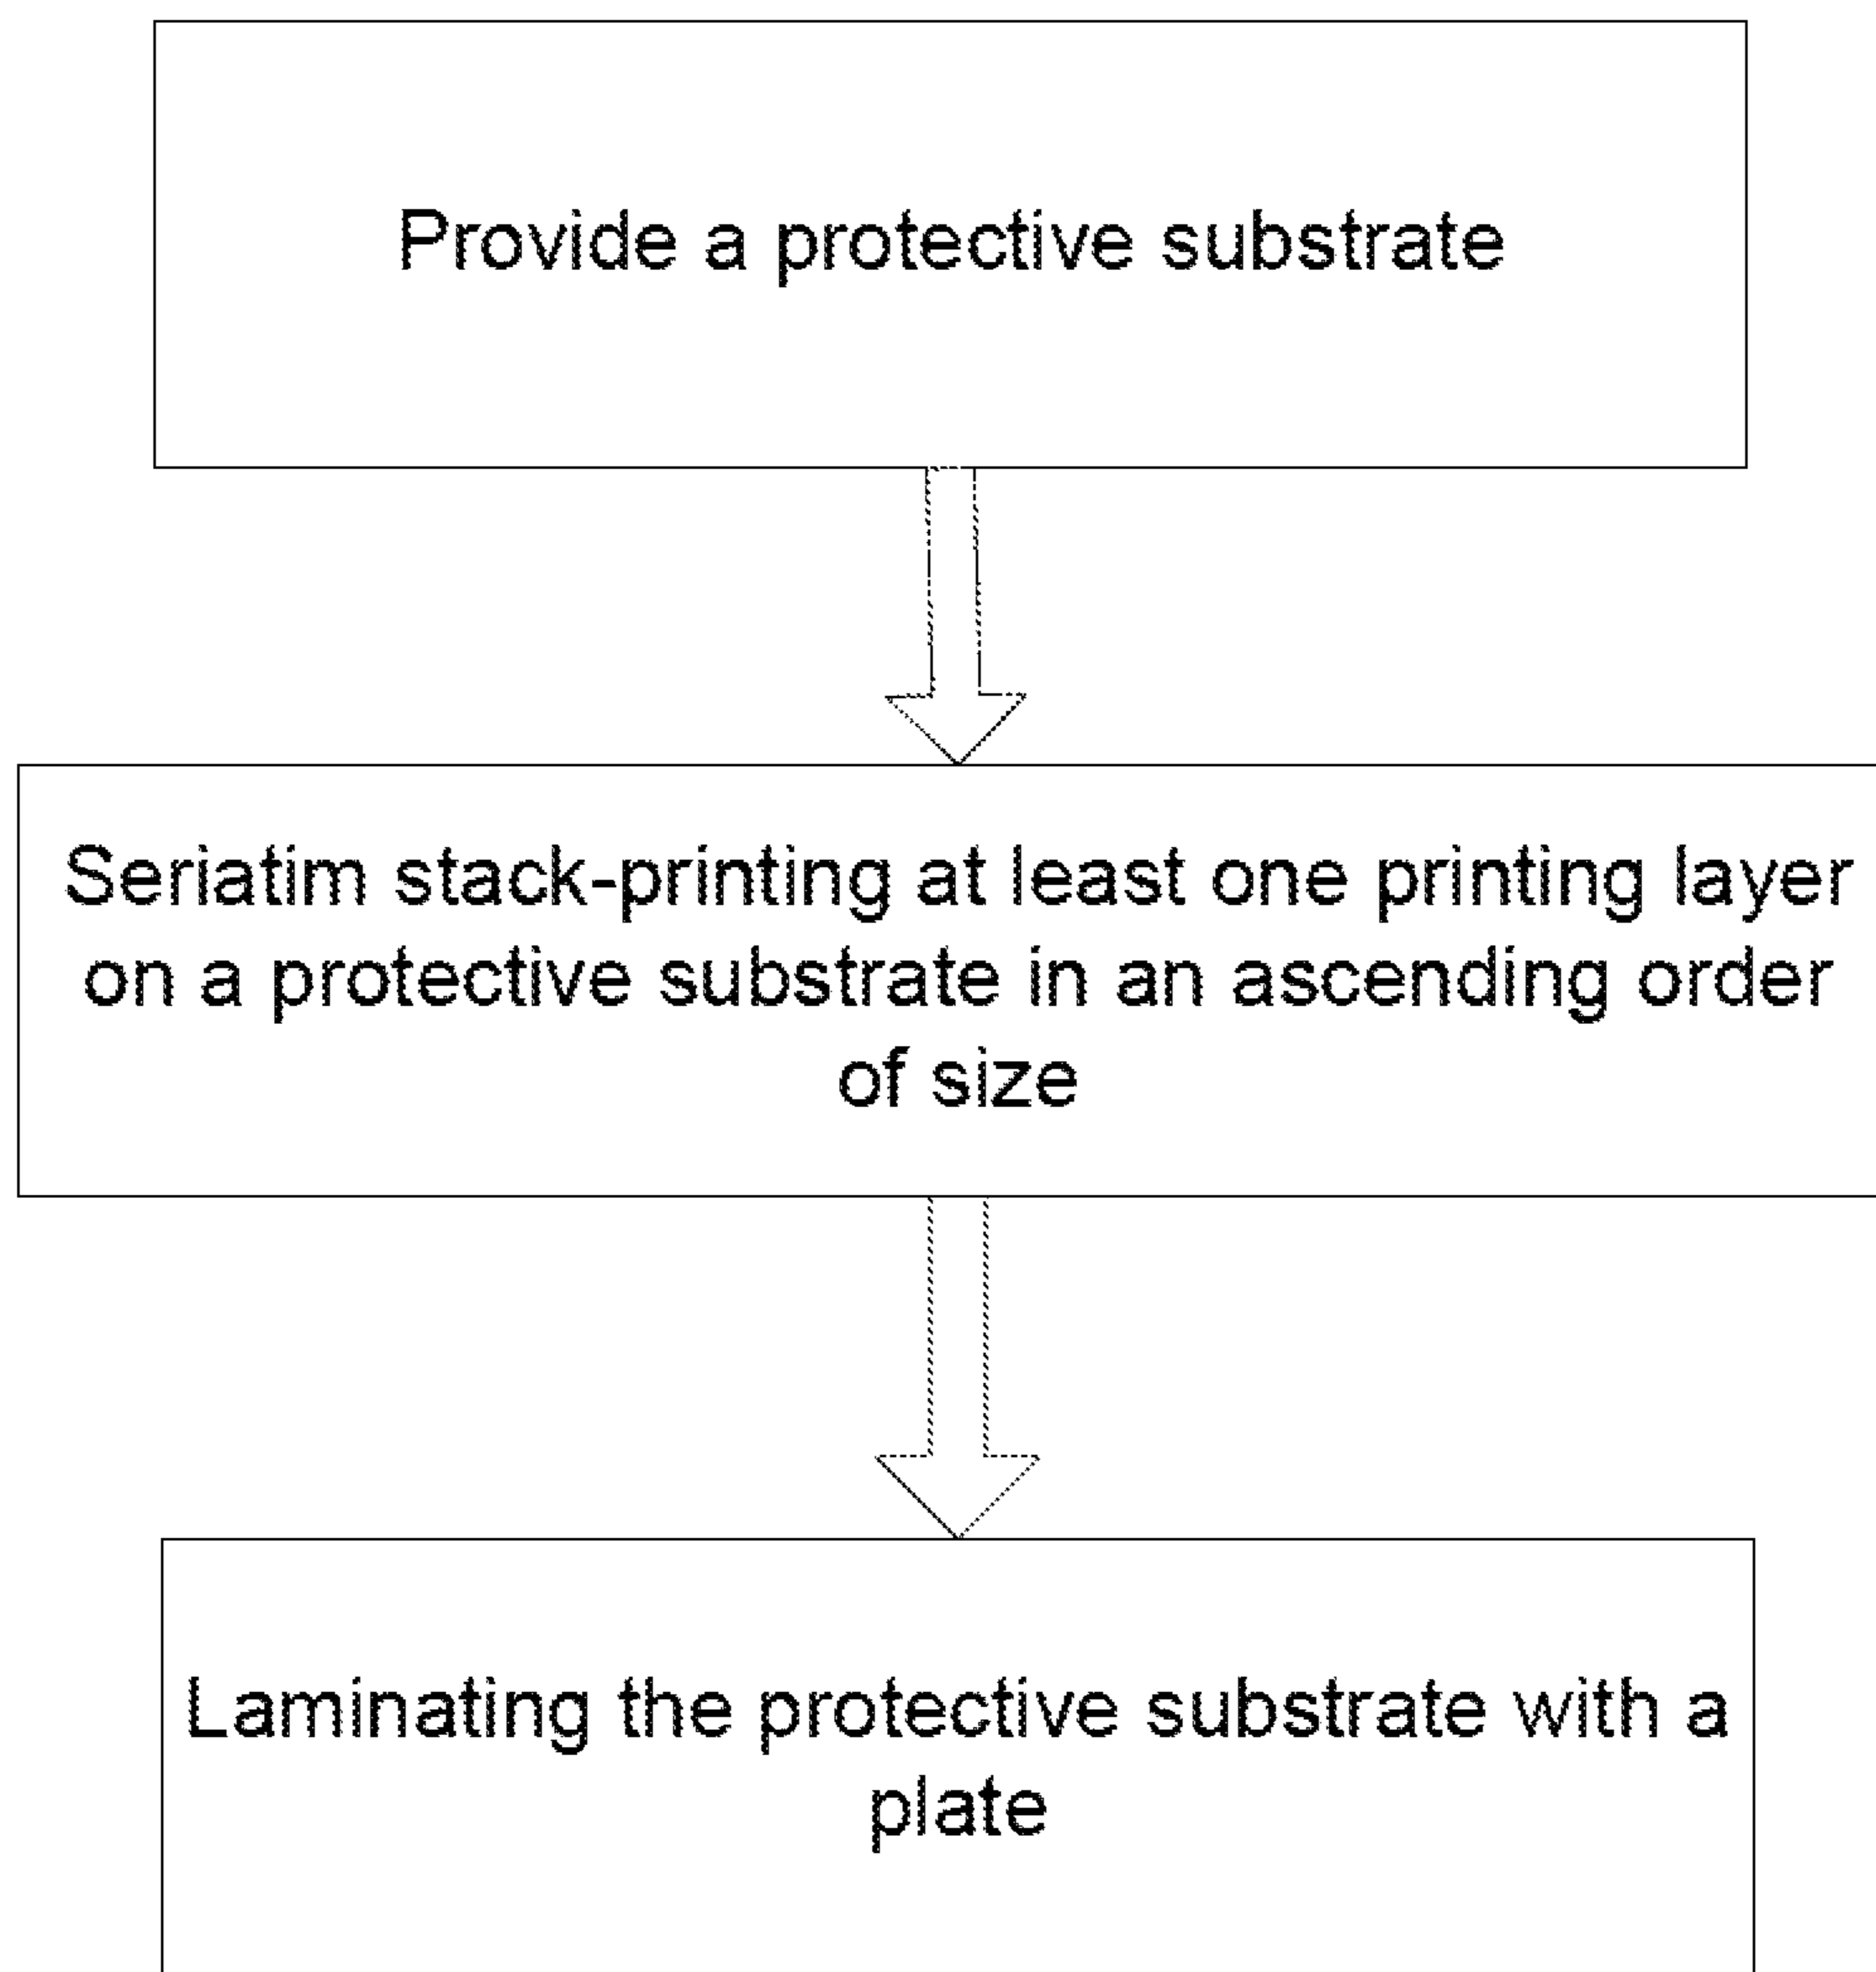 Provide a protective substrate
Seriatim stack-printing at least one printing layer
on a protective substrate in an ascending order
of size
Laminating the protective substrate with a
plate